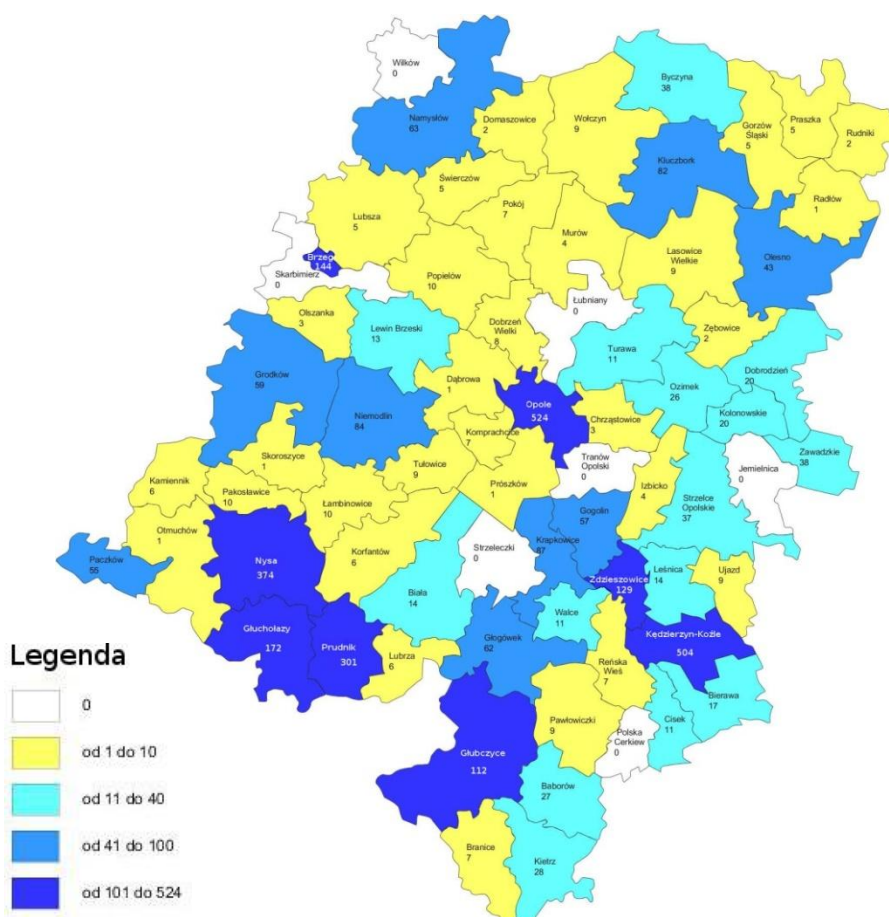 Wilków
0
Namysłów
63
Domaszowice
2
Wołczyn
9
Byczyna
38
Gorzów
Śląski
5
Praszka
5
Rudniki
2
Kluczbork
82
Radłów
1
Świerczów
5
Lubsza
5
Pokój
7
Murów
4
Lasowice
Wielkie
9
Olesno
43
Brzeg
144
Skarbimierz
0
Popielów
10
Łubniany
0
Olszanka
3
Lewin Brzeski
13
Dobrzeń
Wielki
8
Turawa
11
Zębowice
2
Dobrodzień
20
Grodków
59
Niemodlin
84
Dąbrowa
1
Opole
524
Ozimek
26
Chrząstowice
3
Kolonowskie
20
Komprachcice
7
Zawadzkie
38
Skoroszyce
1
Tułowice
9
Tranów
Opolski
0
Jemielnica
0
Kamiennik
6
Pakosławice
10
Łambinowice
10
Prószków
1
Izbicko
4
Strzelce
Opolskie
37
Otmuchów
1
Gogolin
57
Paczków
55
Nysa
374
Korfantów
6
Strzeleczki
0
Krapkowice
87
Zdzieszowice
129
Leśnica
14
Ujazd
9
Biała
14
Walce
11
Głuchołazy
172
Prudnik
301
Lubrza
6
Głogówek
62
Reńska
Wieś
7
Kędzierzyn-Koźle
504
Bierawa
17
Pawłowiczki
9
Polska
Cerkiew
0
Cisek
11
Głubczyce
112
Baborów
27
Branice
7
Kietrz
28
Legenda
0
od 1 do 10
od 11 do 40
od 41 do 100
od 101 do 524